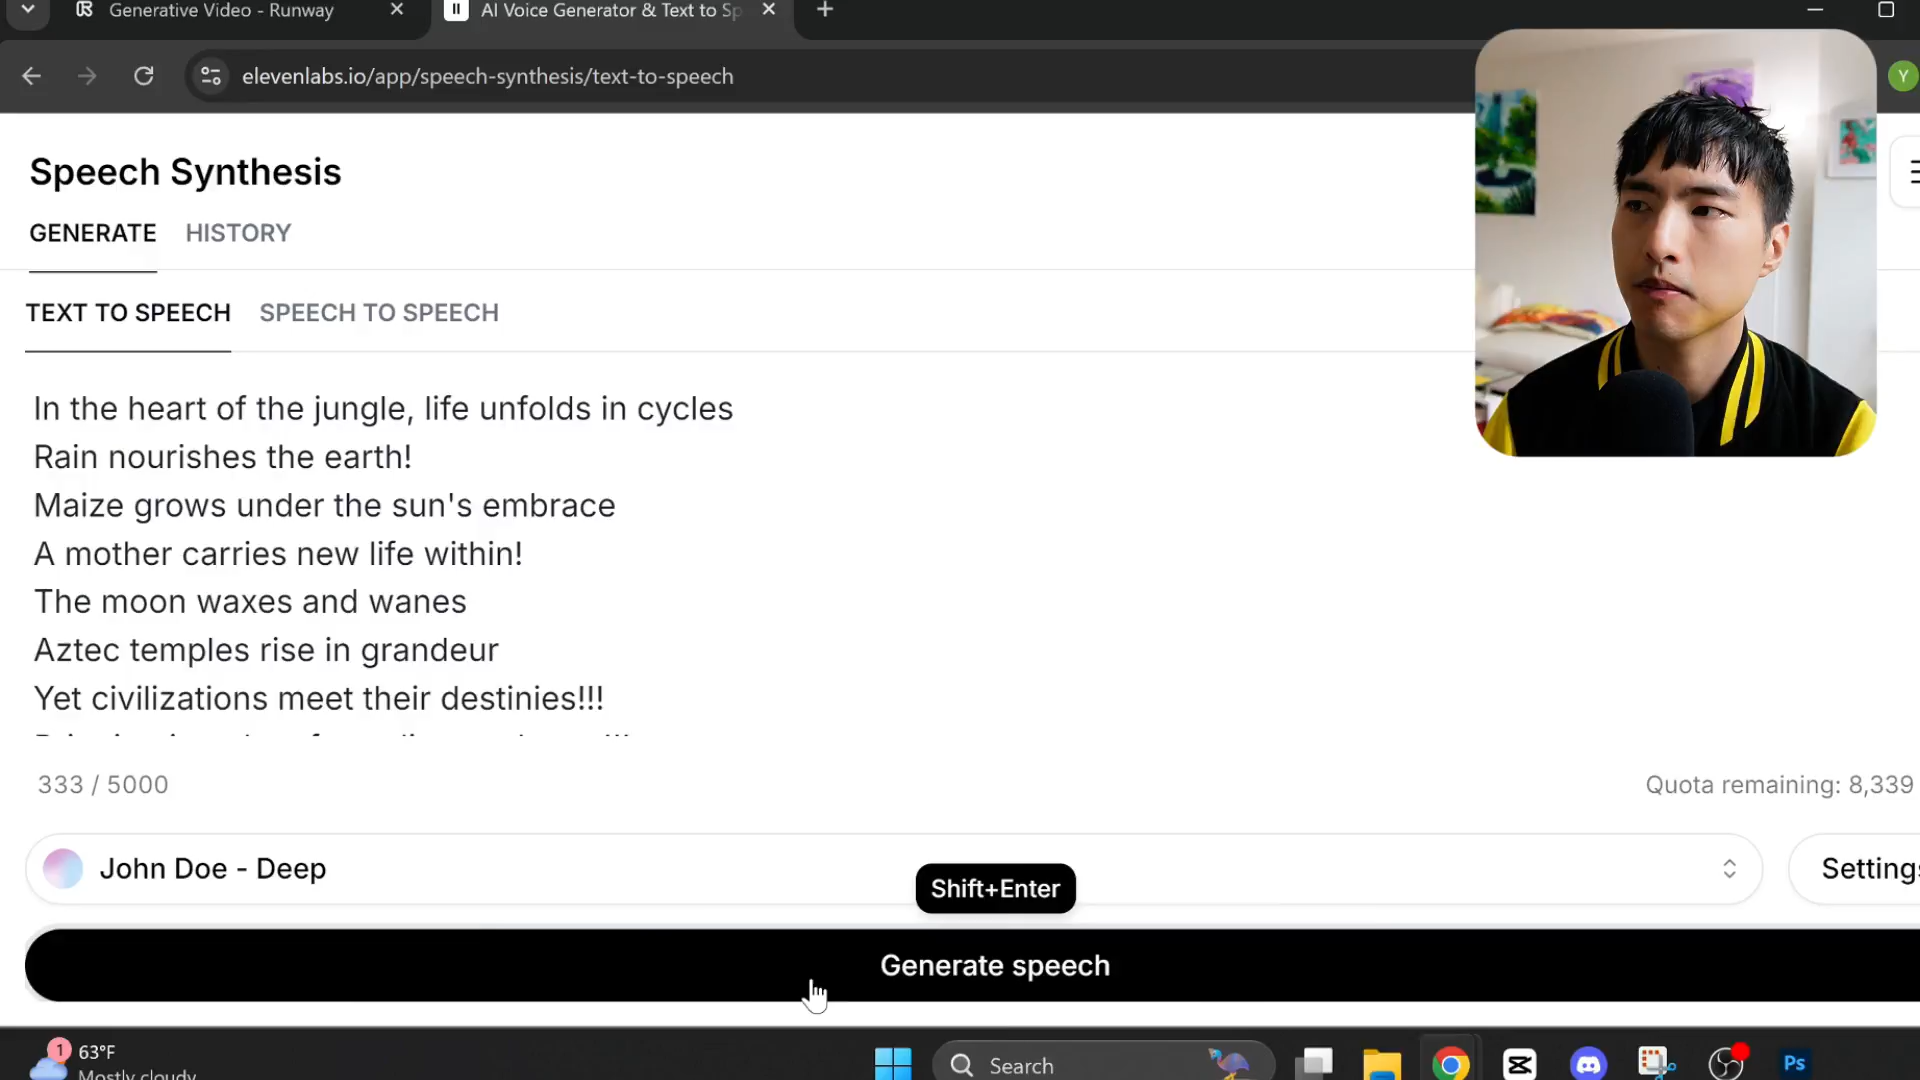 Generative Video - Runway
AI Voice Generator & Text to Sp
elevenlabs.io/app/speech-synthesis/text-to-speech
Y
Speech Synthesis
GENERATE HISTORY
TEXT TO SPEECH SPEECH TO SPEECH
In the heart of the jungle, life unfolds in cycles
Rain nourishes the earth!
Maize grows under the sun's embrace
A mother carries new life within!
The moon waxes and wanes
Aztec temples rise in grandeur
Yet civilizations meet their destinies!!!
333 / 5000
Quota remaining: 8,339
John Doe - Deep
Settings
Shift+Enter
Generate speech
1
63°F
Mostly cloudy
Search
Ps